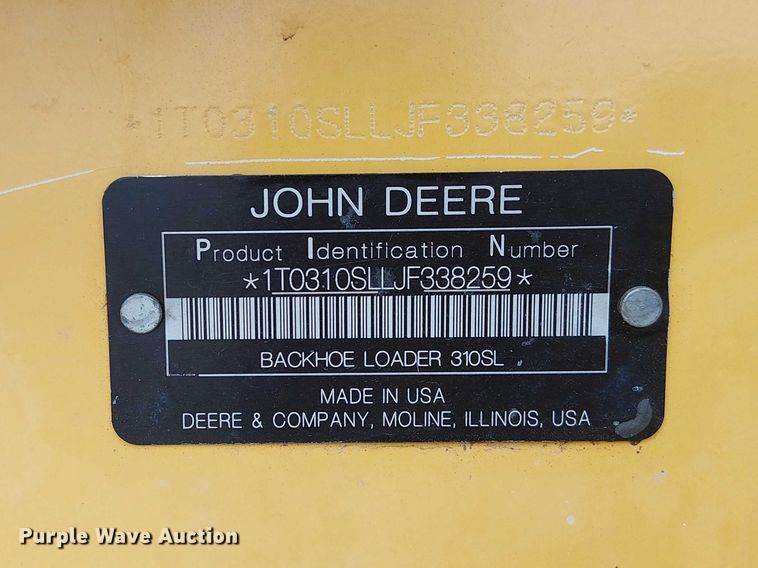 *1T0310SLLJF338259*
JOHN DEERE
Product Identification Number
*1T0310SLLJF338259*
BACKHOE LOADER 310SL
MADE IN USA
DEERE & COMPANY, MOLINE, ILLINOIS, USA
Purple Wave Auction